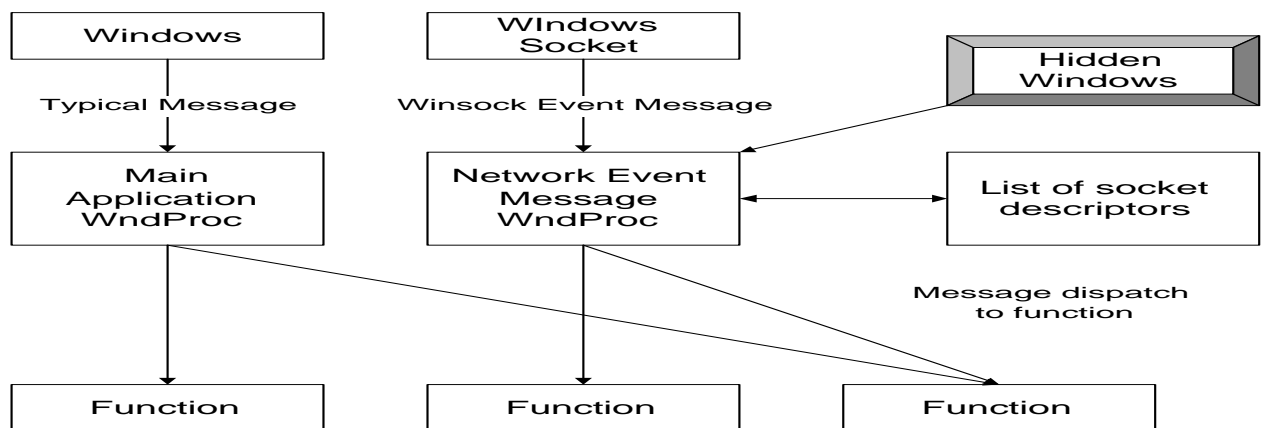 Windows
WIndows
Socket
Hidden
Windows
Typical Message
Winsock Event Message
Main
Application
WndProc
Network Event
Message
WndProc
List of socket
descriptors
Message dispatch
to function
Function
Function
Function